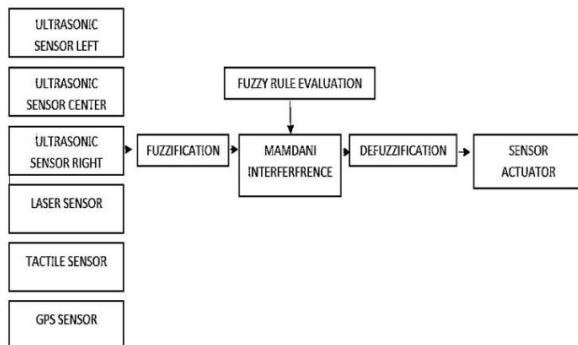 ULTRASONIC
SENSOR LEFT
ULTRASONIC
SENSOR CENTER
FUZZY RULE EVALUATION
ULTRASONIC
SENSOR RIGHT
FUZZIFICATION
MAMDANI
INTERFERFRENCE
DEFUZZIFICATION
SENSOR
ACTUATOR
LASER SENSOR
TACTILE SENSOR
GPS SENSOR